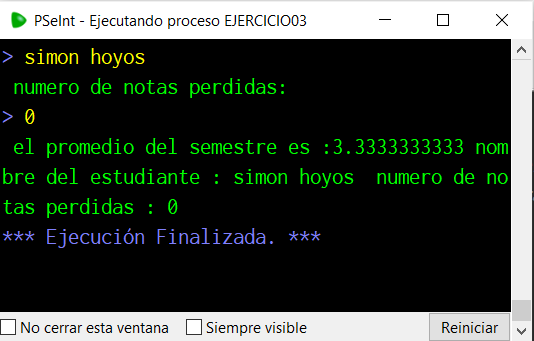 PSeInt - Ejecutando proceso EJERCICIO03
> simon hoyos
numero de notas perdidas:
> 0
el promedio del semestre es :3.3333333333 nom
bre del estudiante : simon hoyos  numero de no
tas perdidas : 0
*** Ejecución Finalizada. ***
No cerrar esta ventana
Siempre visible
Reiniciar